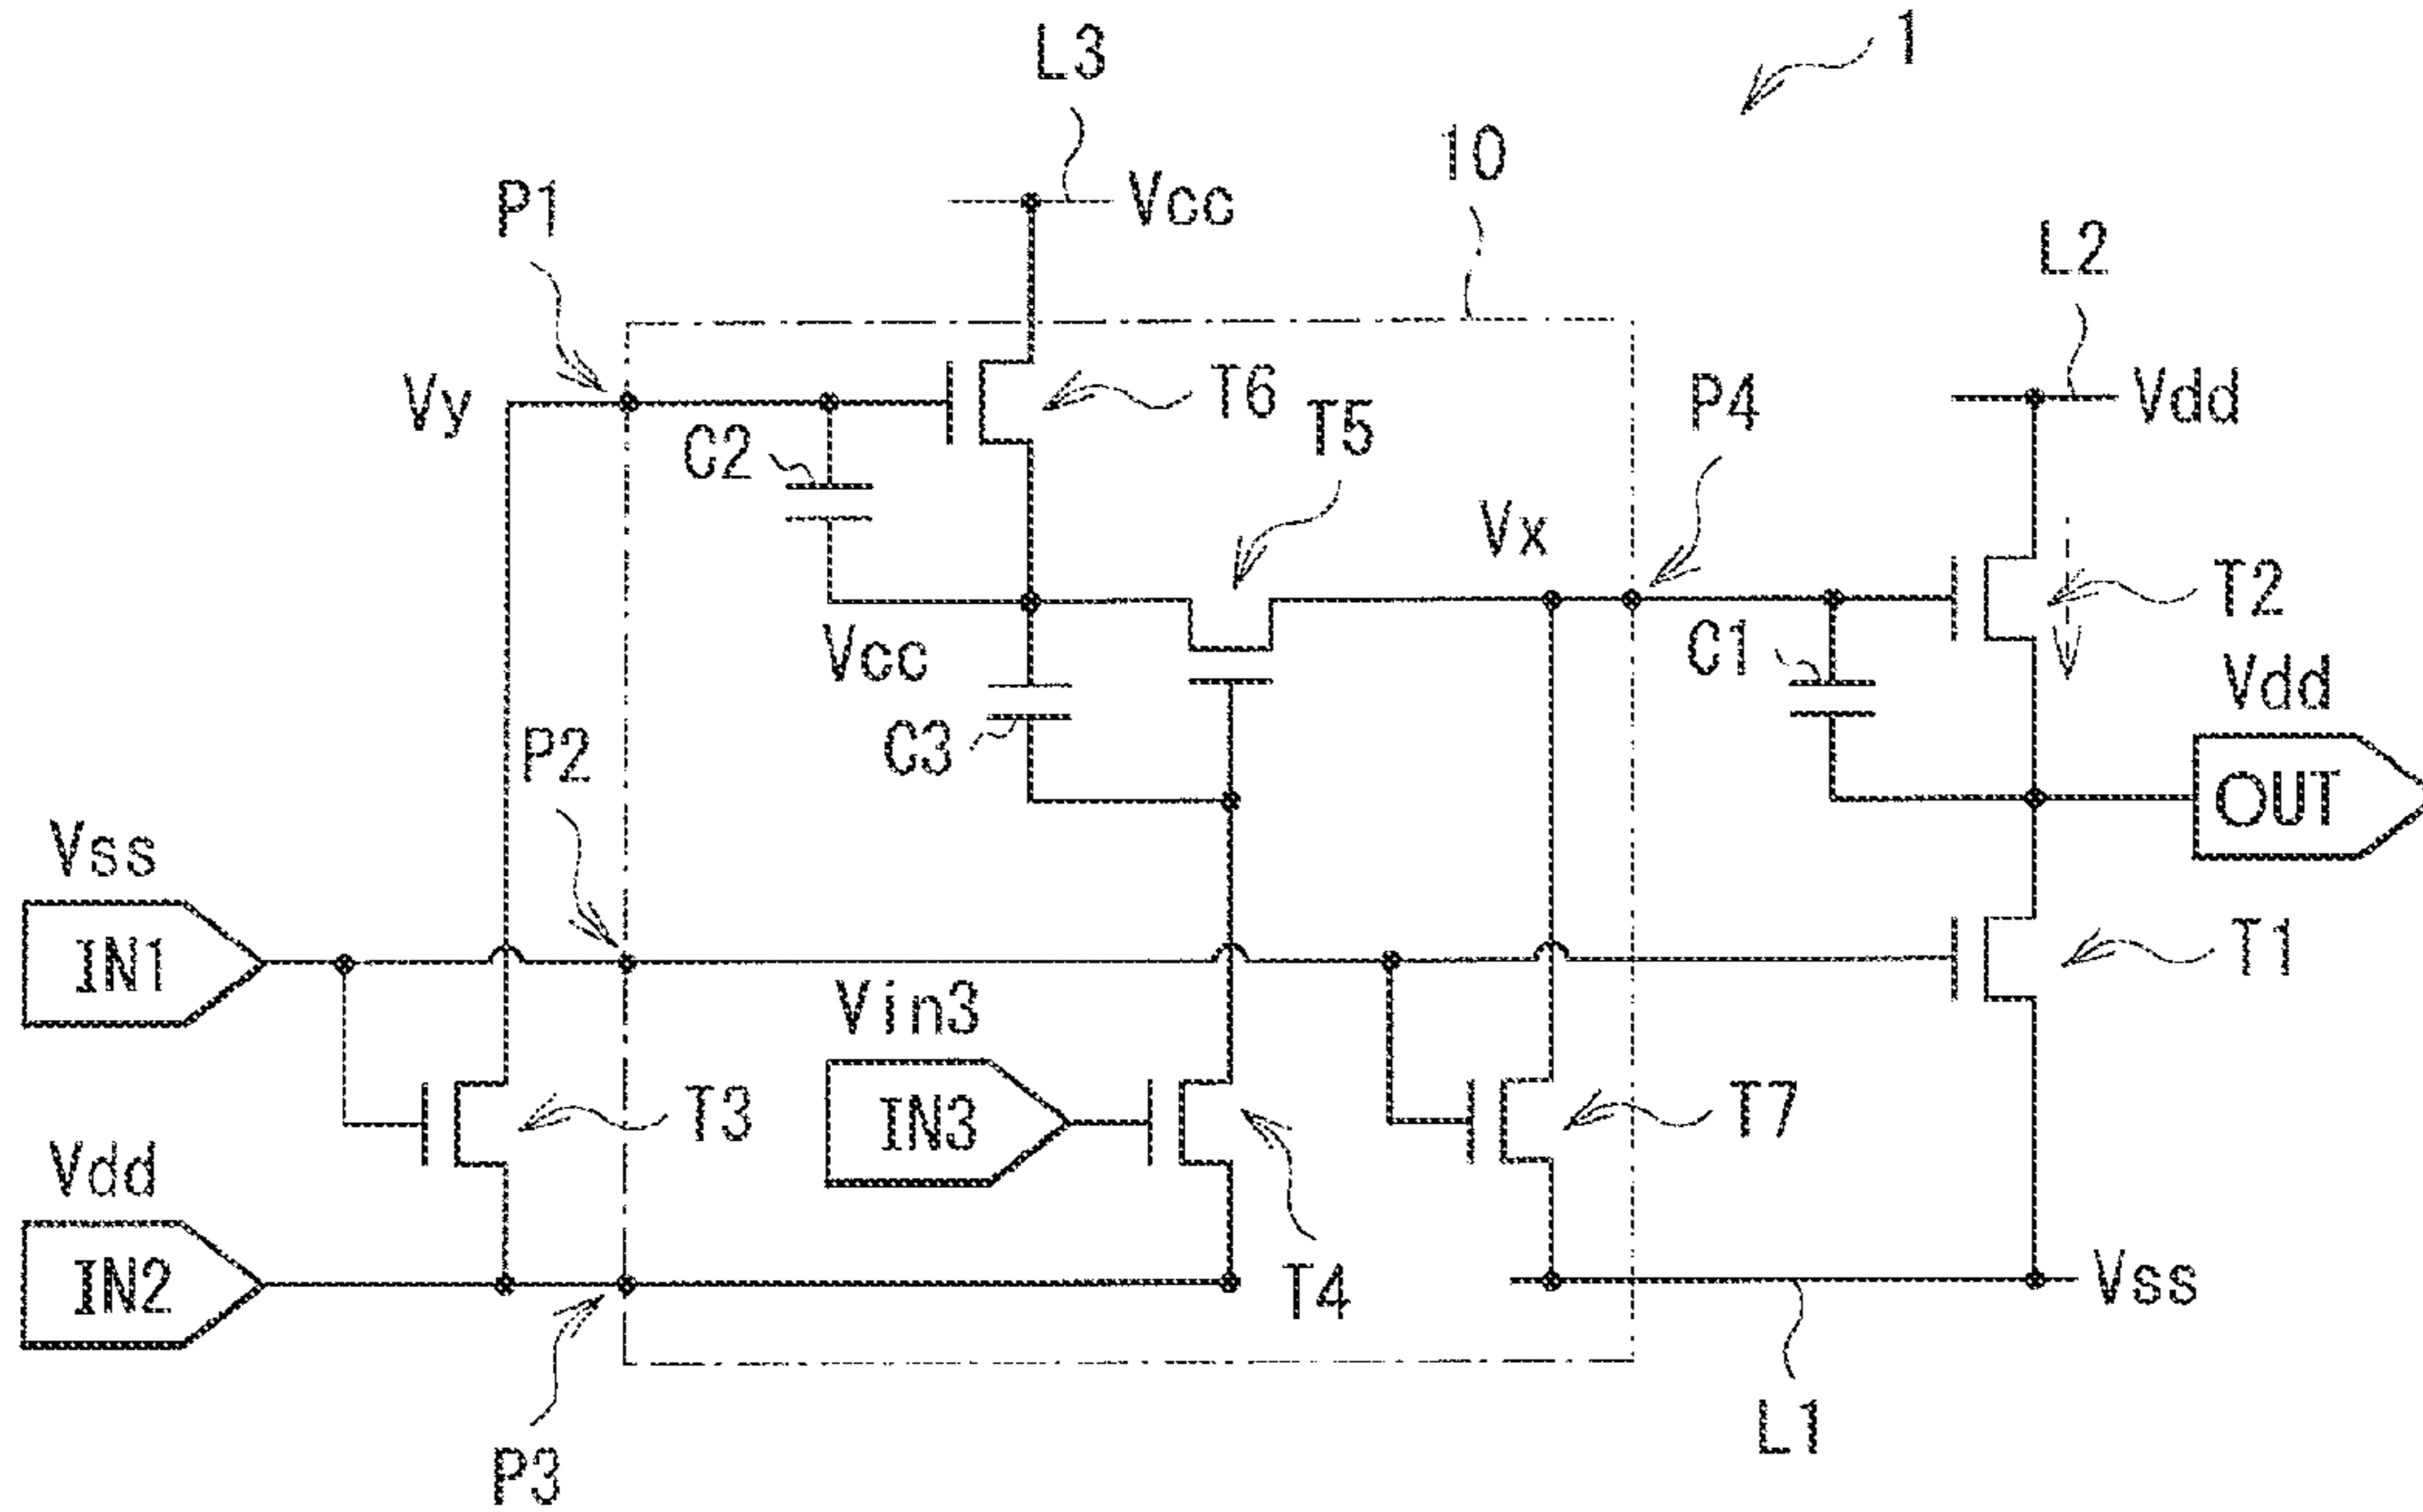 1
L3
10
P1
Vcc
L2
Vy
T6
P4
Vdd
C2
T5
Vx
T2
Vcc
C1
Vdd
P2
C3
OUT
Vss
IN1
T1
Vin3
T3
IN3
T7
Vdd
IN2
T4
Vss
L1
P3